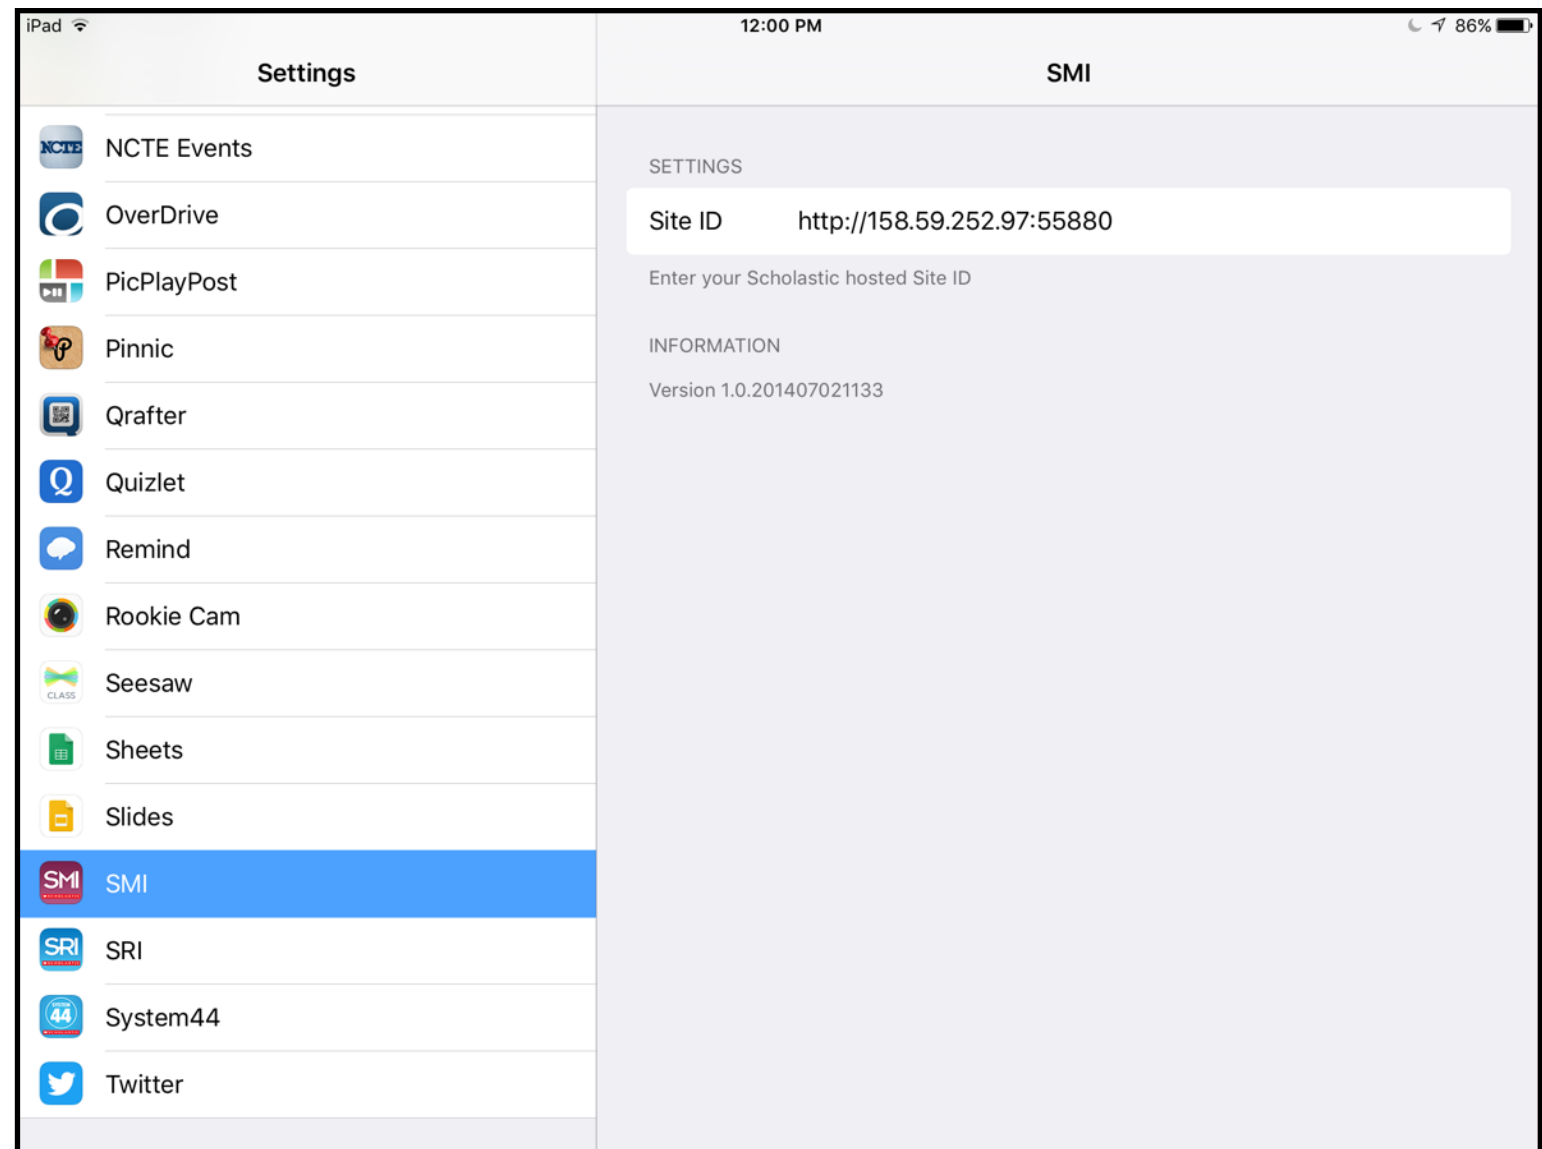 iPad
12:00 PM
86%
Settings
SMI
NCTE
NCTE Events
OverDrive
PicPlayPost
Pinnic
Qrafter
Q
Quizlet
Remind
Rookie Cam
CLASS
Seesaw
Sheets
Slides
SMI
SMI
SRI
SRI
SYSTEM
44
System44
Twitter
SETTINGS
Site ID http://158.59.252.97:55880
Enter your Scholastic hosted Site ID
INFORMATION
Version 1.0.201407021133